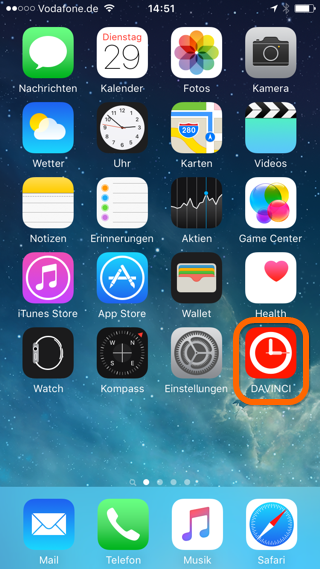 Vodafone.de 14:51
Dienstag
29
Nachrichten Kalender Fotos Kamera
280
Wetter Uhr Karten Videos
Notizen Erinnerungen Aktien Game Center
iTunes Store App Store Wallet Health
N
W E
S
Watch Kompass Einstellungen DAVINCI
Mail Telefon Musik Safari